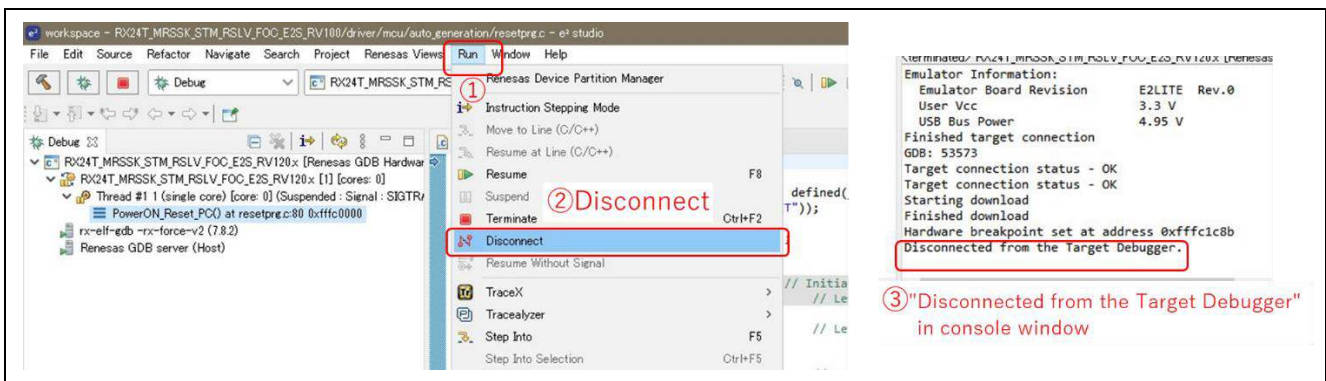 workspace - RX24T_MRSSK_STM_RSLV_FOC_E2S_RV100/driver/mcu/auto_generation/resetprg.c - e² studio
File Edit Source Refactor Navigate Search Project Renesas Views Run Window Help
Debug
RX24T_MRSSK_STM_RS
①
Renesas Device Partition Manager
Instruction Stepping Mode
Move to Line (C/C++)
Resume at Line (C/C++)
Resume F8
Suspend
②Disconnect
Terminate Ctrl+F2
Disconnect
Resume Without Signal
TraceX >
Tracealyzer >
Step Into F5
Step Into Selection Ctrl+F5
Debug
RX24T_MRSSK_STM_RSLV_FOC_E2S_RV120.x [Renesas GDB Hardwar
RX24T_MRSSK_STM_RSLV_FOC_E2S_RV120.x [1] [cores: 0]
Thread #1 1 (single core) [core: 0] (Suspended : Signal : SIGTR
PowerON_Reset_PC() at resetprg.c:80 0xfffc0000
rx-elf-gdb -rx-force-v2 (7.8.2)
Renesas GDB server (Host)
defined(
T"));
// Initia
// Le
// Le
<terminated> RX24T_MRSSK_STM_RSLV_FOC_E2S_RV120.x [Renesas
Emulator Information:
Emulator Board Revision E2LITE Rev.0
User Vcc 3.3 V
USB Bus Power 4.95 V
Finished target connection
GDB: 53573
Target connection status - OK
Target connection status - OK
Starting download
Finished download
Hardware breakpoint set at address 0xfffc1c8b
Disconnected from the Target Debugger.
③"Disconnected from the Target Debugger"
in console window